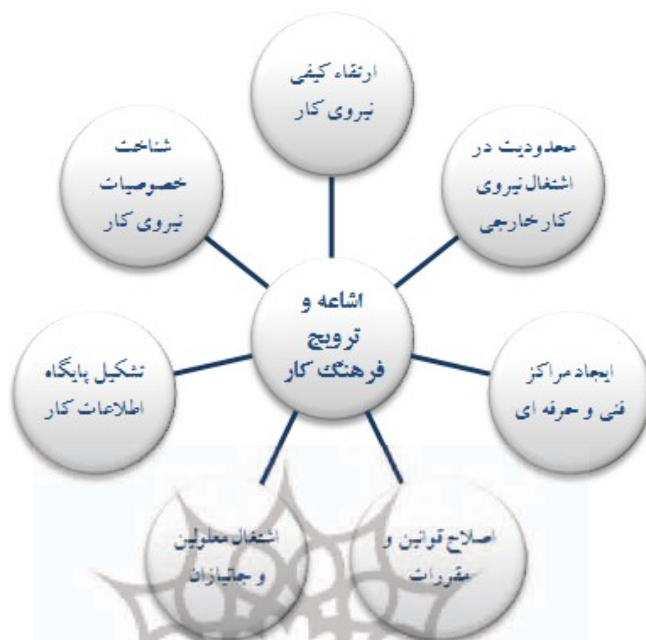 ارتقاء کیفی
نیروی کار
محدودیت در
اشتغال نیروی
کار خارجی
ایجاد مراکز
فنی و حرفه ای
اصلاح قوانین و
مقررات
اشتغال معلولین
و جانبازان
تشکیل پایگاه
اطلاعات کار
شناخت
خصوصیات
نیروی کار
اشاعه و
ترویج
فرهنگ کار